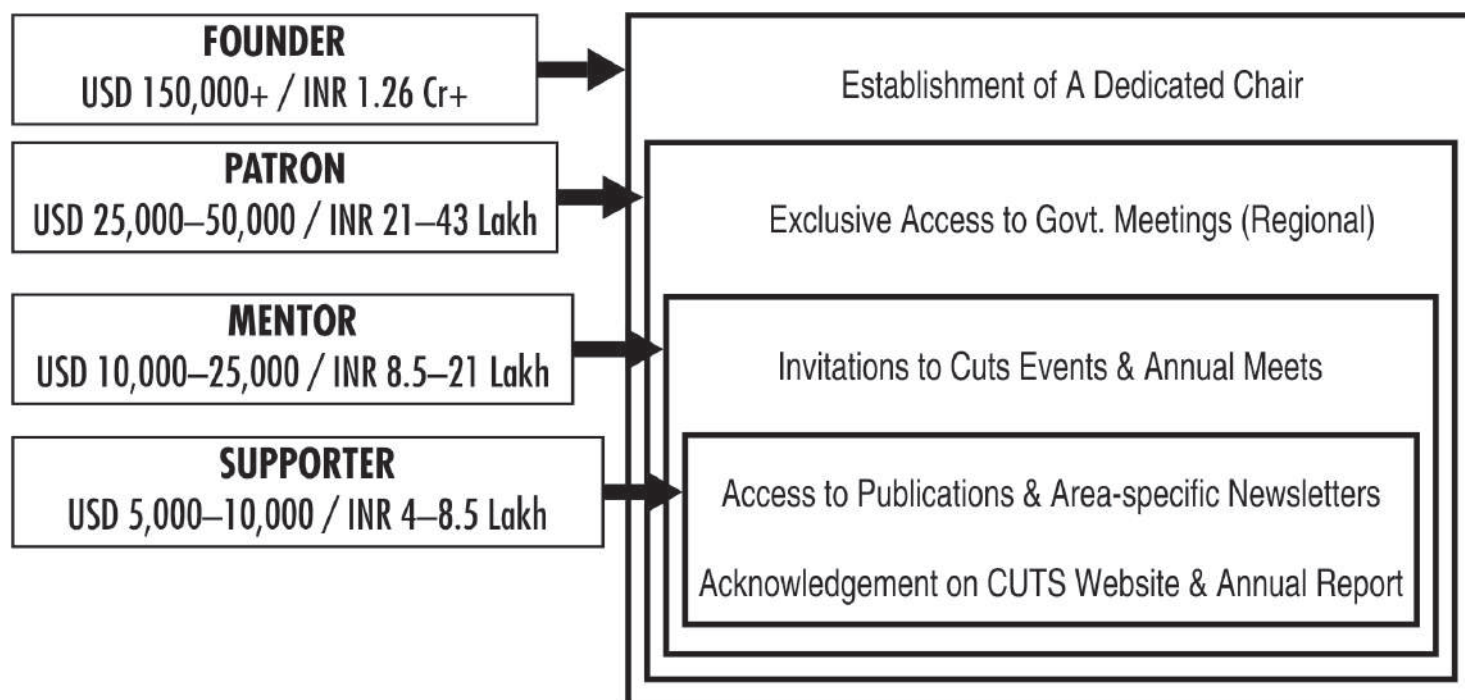 FOUNDER
USD 150,000+ / INR 1.26 Cr+
Establishment of A Dedicated Chair
PATRON
USD 25,000–50,000 / INR 21–43 Lakh
Exclusive Access to Govt. Meetings (Regional)
MENTOR
USD 10,000–25,000 / INR 8.5–21 Lakh
Invitations to Cuts Events & Annual Meets
SUPPORTER
USD 5,000–10,000 / INR 4–8.5 Lakh
Access to Publications & Area-specific Newsletters
Acknowledgement on CUTS Website & Annual Report